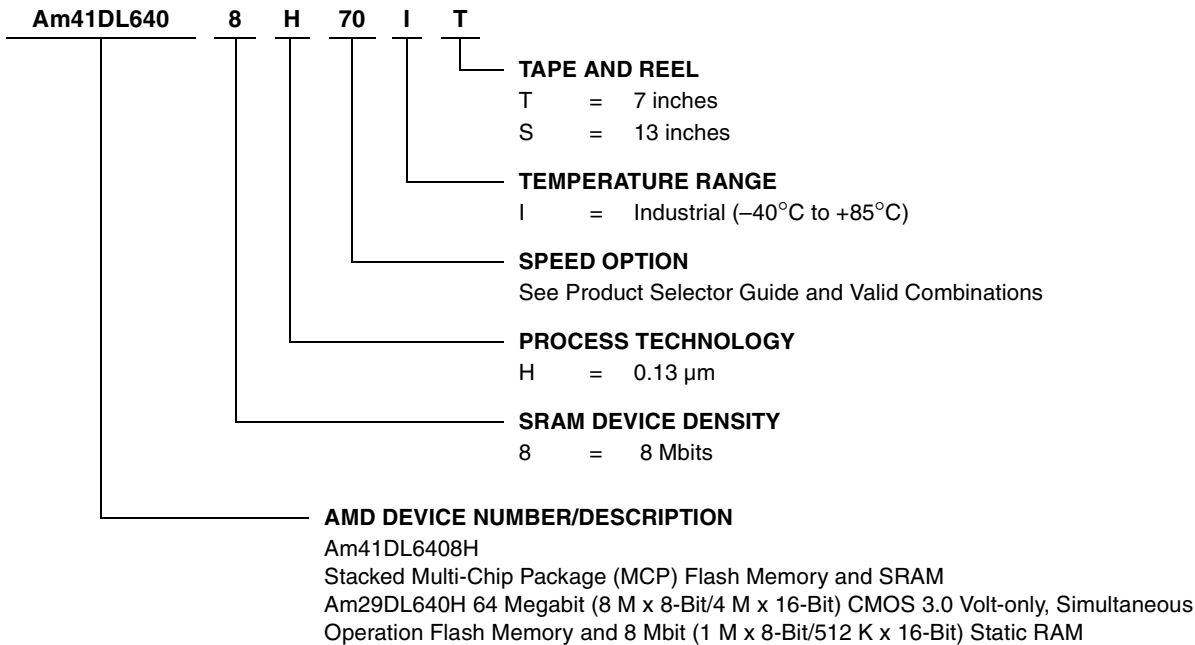 Am41DL640 8 H 70 I T
TAPE AND REEL
T = 7 inches
S = 13 inches
TEMPERATURE RANGE
I = Industrial (–40°C to +85°C)
SPEED OPTION
See Product Selector Guide and Valid Combinations
PROCESS TECHNOLOGY
H = 0.13 µm
SRAM DEVICE DENSITY
8 = 8 Mbits
AMD DEVICE NUMBER/DESCRIPTION
Am41DL6408H
Stacked Multi-Chip Package (MCP) Flash Memory and SRAM
Am29DL640H 64 Megabit (8 M x 8-Bit/4 M x 16-Bit) CMOS 3.0 Volt-only, Simultaneous
Operation Flash Memory and 8 Mbit (1 M x 8-Bit/512 K x 16-Bit) Static RAM